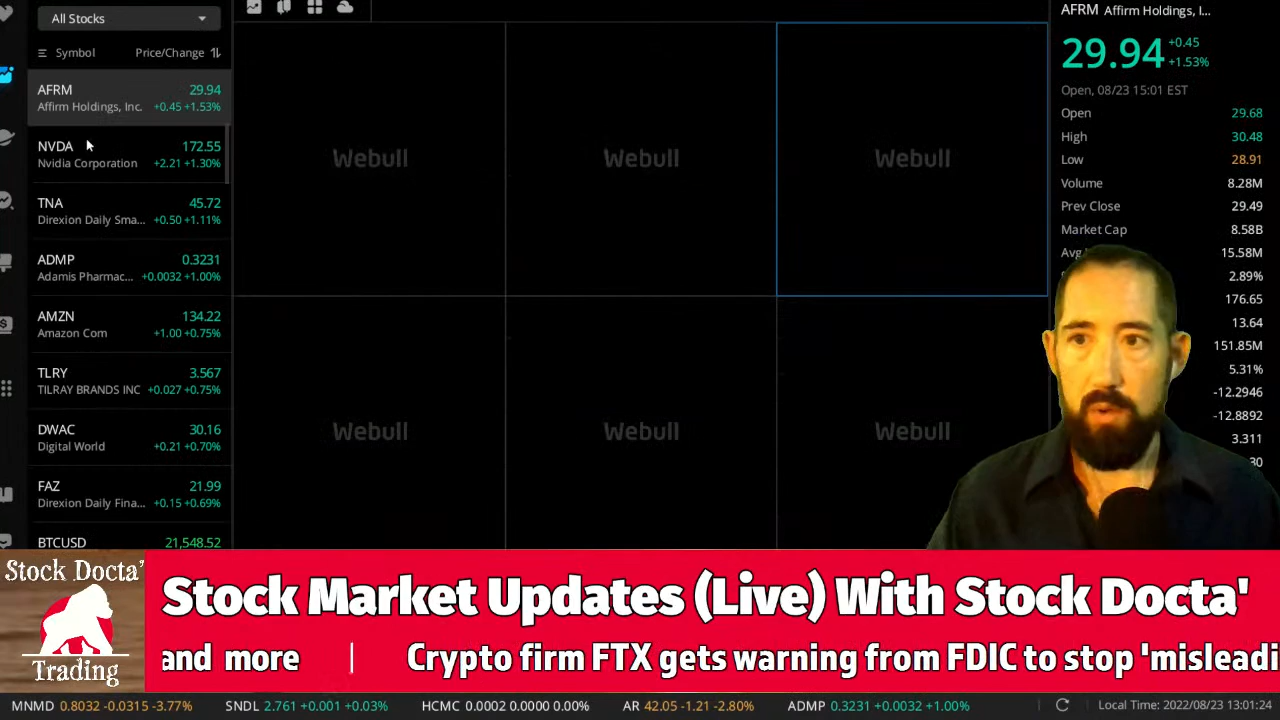 All Stocks
Symbol Price/Change
AFRM 29.94
Affirm Holdings, Inc. +0.45 +1.53%
NVDA 172.55
Nvidia Corporation +2.21 +1.30%
TNA 45.72
Direxion Daily Sma... +0.50 +1.11%
ADMP 0.3231
Adamis Pharmac... +0.0032 +1.00%
AMZN 134.22
Amazon Com +1.00 +0.75%
TLRY 3.567
TILRAY BRANDS INC +0.027 +0.75%
DWAC 30.16
Digital World +0.21 +0.70%
FAZ 21.99
Direxion Daily Fina... +0.15 +0.69%
BTCUSD 21,548.52
Webull Webull Webull
Webull Webull Webull
AFRM Affirm Holdings, I...
29.94 +0.45
+1.53%
Open, 08/23 15:01 EST
Open 29.68
High 30.48
Low 28.91
Volume 8.28M
Prev Close 29.49
Market Cap 8.58B
15.58M
2.89%
176.65
13.64
151.85M
5.31%
-12.2946
-12.8892
3.311
30
Stock Docta'
Trading
Stock Market Updates (Live) With Stock Docta'
and more | Crypto firm FTX gets warning from FDIC to stop 'misleadi
MNMD 0.8032 -0.0315 -3.77% SNDL 2.761 +0.001 +0.03% HCMC 0.0002 0.0000 0.00% AR 42.05 -1.21 -2.80% ADMP 0.3231 +0.0032 +1.00% Local Time: 2022/08/23 13:01:24